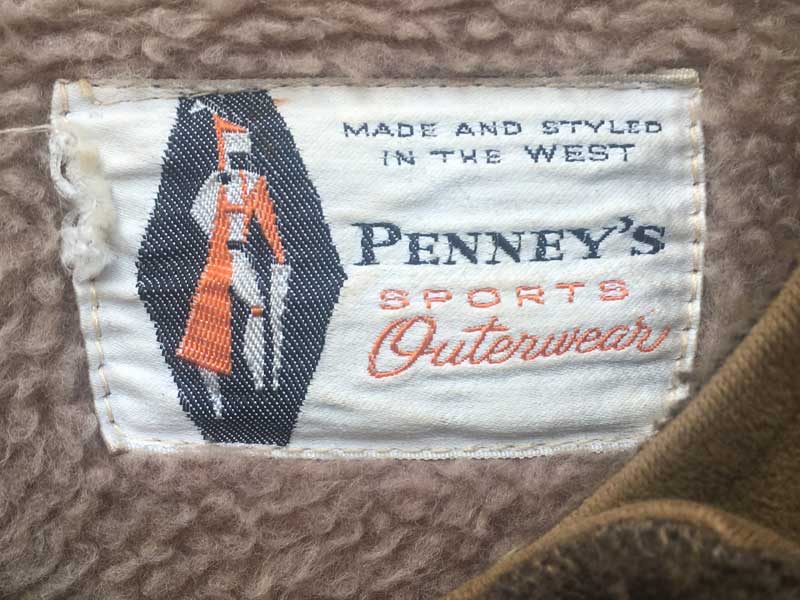 MADE AND STYLED
IN THE WEST
PENNEY'S
SPORTS
Outerwear